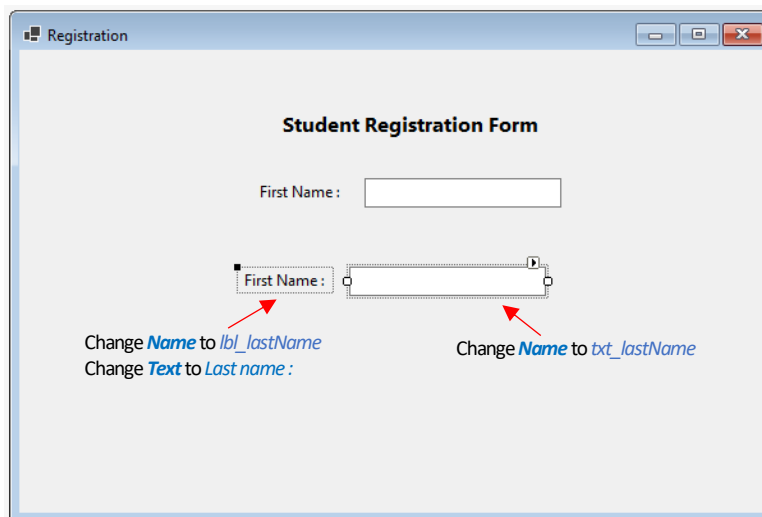 Registration
Student Registration Form
First Name :
First Name :
Change Name to lbl_lastName
Change Text to Last name :
Change Name to txt_lastName